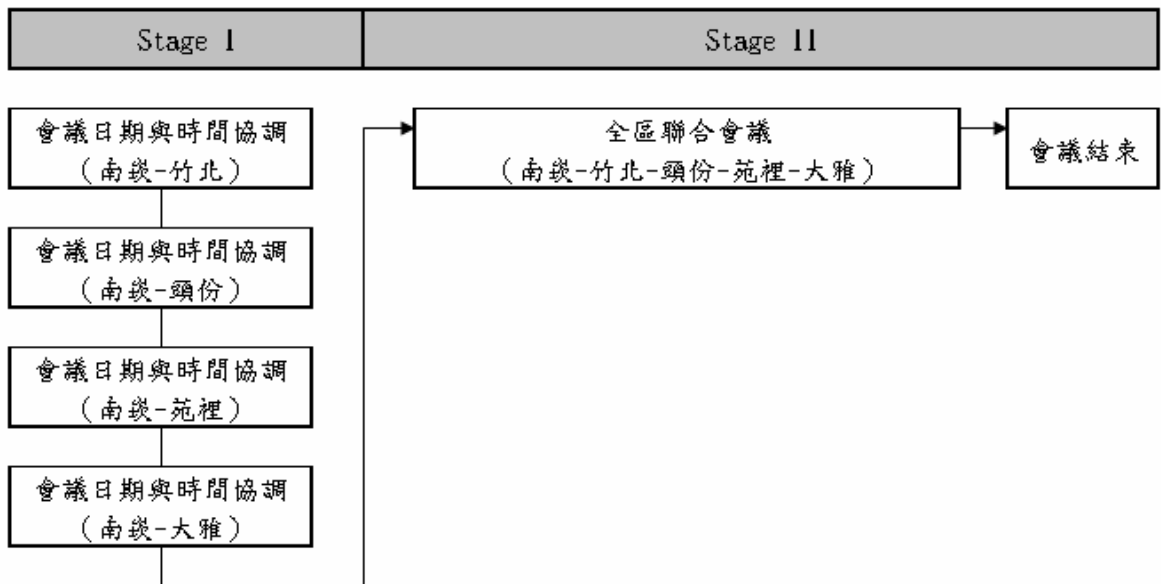 Stage I
Stage II
會議日期與時間協調
(南崁-竹北)
會議日期與時間協調
(南崁-頭份)
會議日期與時間協調
(南崁-苑裡)
會議日期與時間協調
(南崁-大雅)
全區聯合會議
(南崁-竹北-頭份-苑裡-大雅)
會議結束